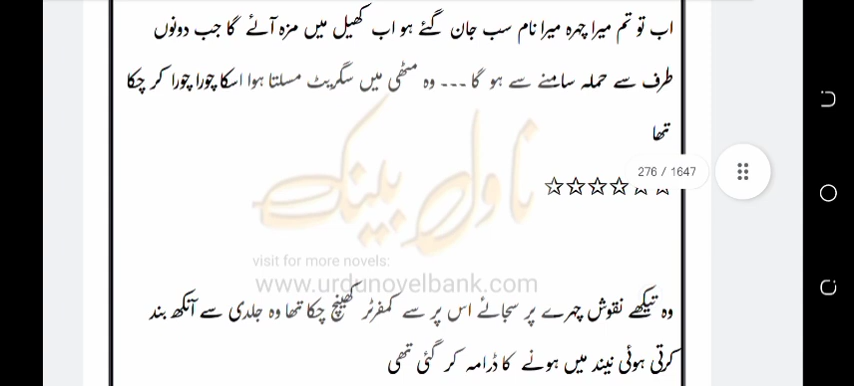 اب تو تم میرا چہرہ میرا نام سب جان گئے ہو اب کھیل میں مزہ آئے گا جب دونوں
طرف سے حملہ سامنے سے ہو گا --- وہ مٹھی میں سگریٹ مسلتا ہوا اسکا چورا چورا کر چکا
تھا
276 / 1647
☆☆☆☆☆☆
ناول بینک
visit for more novels:
www.urdunovelbank.com
وہ تیکھے نقوش چہرے پر سجائے اس پر سے کمفرٹر کھینچ چکا تھا وہ جلدی سے آنکھ بند
کرتی ہوئی نیند میں ہونے کا ڈرامہ کر گئی تھی